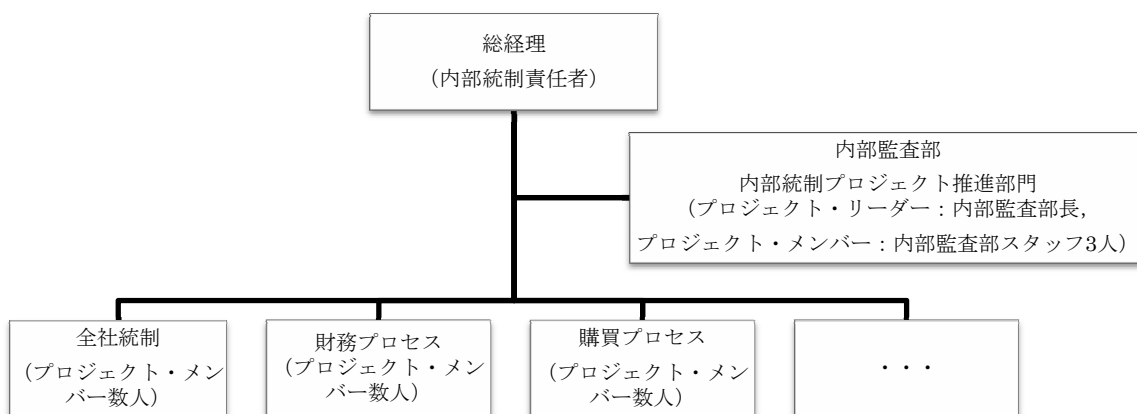 総経理
（内部統制責任者）
内部監査部
内部統制プロジェクト推進部門
（プロジェクト・リーダー：内部監査部長,
プロジェクト・メンバー：内部監査部スタッフ3人）
全社統制
（プロジェクト・メン
バー数人）
財務プロセス
（プロジェクト・メン
バー数人）
購買プロセス
（プロジェクト・メン
バー数人）
・・・